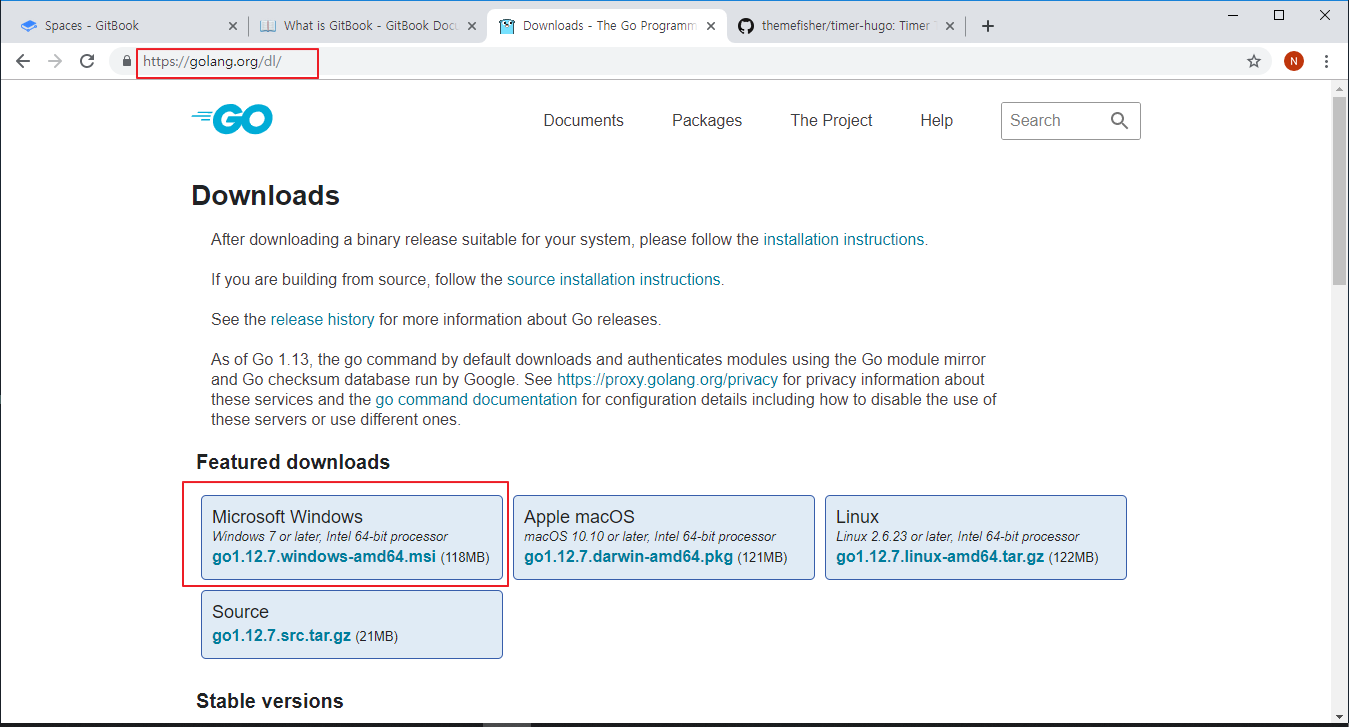 Spaces - GitBook
What is GitBook - GitBook Doc
Downloads - The Go Programm
themefisher/timer-hugo: Timer
https://golang.org/dl/
N
GO
Documents
Packages
The Project
Help
Search
Downloads
After downloading a binary release suitable for your system, please follow the installation instructions.
If you are building from source, follow the source installation instructions.
See the release history for more information about Go releases.
As of Go 1.13, the go command by default downloads and authenticates modules using the Go module mirror
and Go checksum database run by Google. See https://proxy.golang.org/privacy for privacy information about
these services and the go command documentation for configuration details including how to disable the use of
these servers or use different ones.
Featured downloads
Microsoft Windows
Windows 7 or later, Intel 64-bit processor
go1.12.7.windows-amd64.msi (118MB)
Apple macOS
macOS 10.10 or later, Intel 64-bit processor
go1.12.7.darwin-amd64.pkg (121MB)
Linux
Linux 2.6.23 or later, Intel 64-bit processor
go1.12.7.linux-amd64.tar.gz (122MB)
Source
go1.12.7.src.tar.gz (21MB)
Stable versions